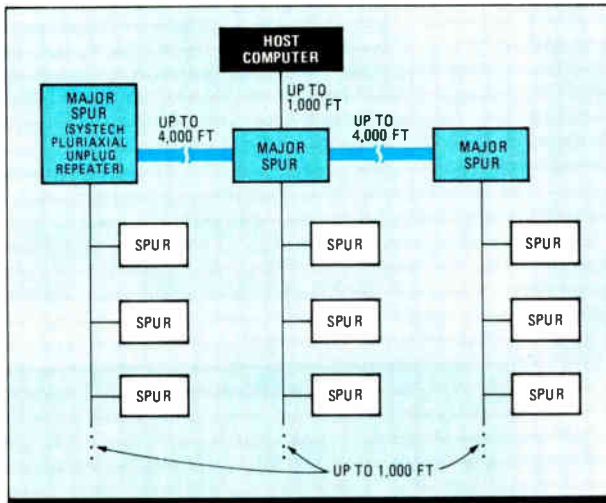 HOST
COMPUTER
UP TO
1,000 FT
MAJOR
SPUR
(SYSTECH
PLURIAXIAL
UNPLUG
REPEATER)
UP TO
4,000 FT
MAJOR
SPUR
UP TO
4,000 FT
MAJOR
SPUR
SPUR
SPUR
SPUR
SPUR
SPUR
SPUR
SPUR
SPUR
SPUR
UP TO 1,000 FT